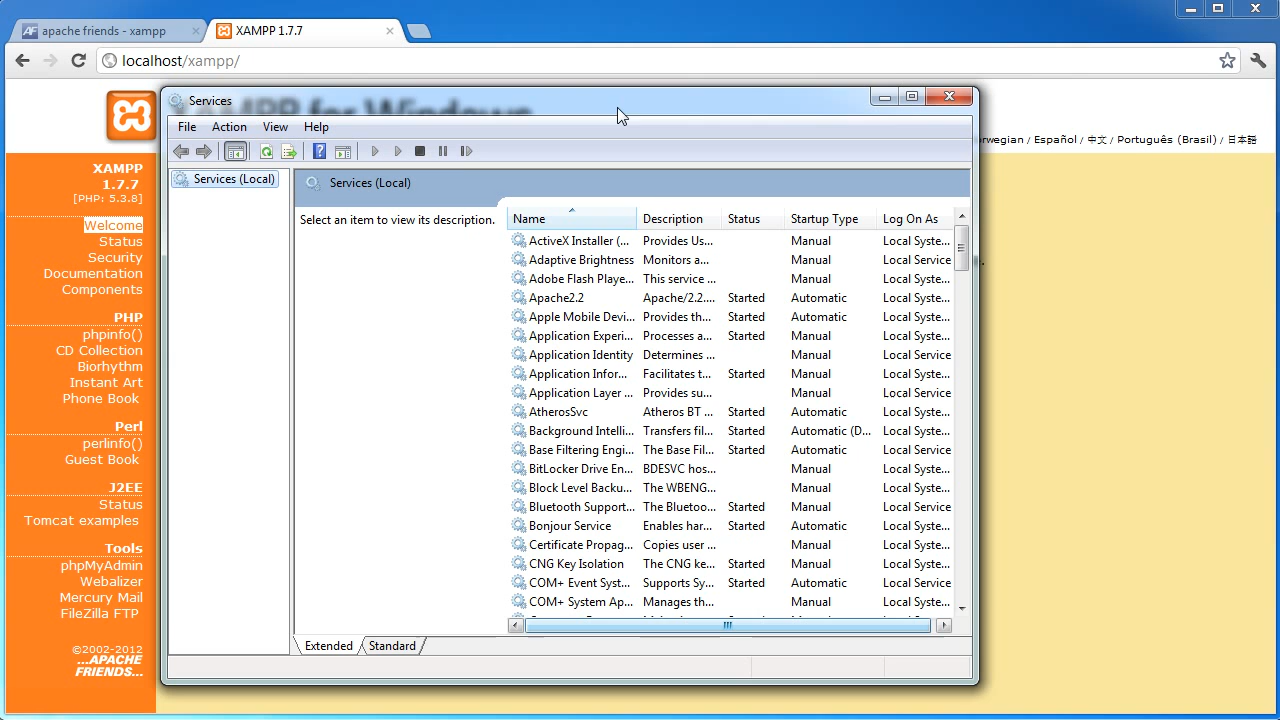 apache friends - xampp
XAMPP 1.7.7
localhost/xampp/
Services
File Action View Help
rwegian / Español / 中文 / Português (Brasil) / 日本語
XAMPP
1.7.7
[PHP: 5.3.8]
Welcome
Status
Security
Documentation
Components
PHP
phpinfo()
CD Collection
Biorhythm
Instant Art
Phone Book
Perl
perlinfo()
Guest Book
J2EE
Status
Tomcat examples
Tools
phpMyAdmin
Webalizer
Mercury Mail
FileZilla FTP
©2002-2012
...APACHE
FRIENDS...
Services (Local)
Services (Local)
Select an item to view its description.
Name Description Status Startup Type Log On As
ActiveX Installer (... Provides Us... Manual Local Syste...
Adaptive Brightness Monitors a... Manual Local Service
Adobe Flash Playe... This service ... Manual Local Syste...
Apache2.2 Apache/2.2.... Started Automatic Local Syste...
Apple Mobile Devi... Provides th... Started Automatic Local Syste...
Application Experi... Processes a... Started Manual Local Syste...
Application Identity Determines ... Manual Local Service
Application Infor... Facilitates t... Started Manual Local Syste...
Application Layer ... Provides su... Manual Local Service
AtherosSvc Atheros BT ... Started Automatic Local Syste...
Background Intelli... Transfers fil... Started Automatic (D... Local Syste...
Base Filtering Engi... The Base Fil... Started Automatic Local Service
BitLocker Drive En... BDESVC hos... Manual Local Syste...
Block Level Backu... The WBENG... Manual Local Syste...
Bluetooth Support... The Bluetoo... Started Manual Local Service
Bonjour Service Enables har... Started Automatic Local Syste...
Certificate Propag... Copies user ... Manual Local Syste...
CNG Key Isolation The CNG ke... Started Manual Local Syste...
COM+ Event Syst... Supports Sy... Started Automatic Local Service
COM+ System Ap... Manages th... Manual Local Syste...
Extended Standard